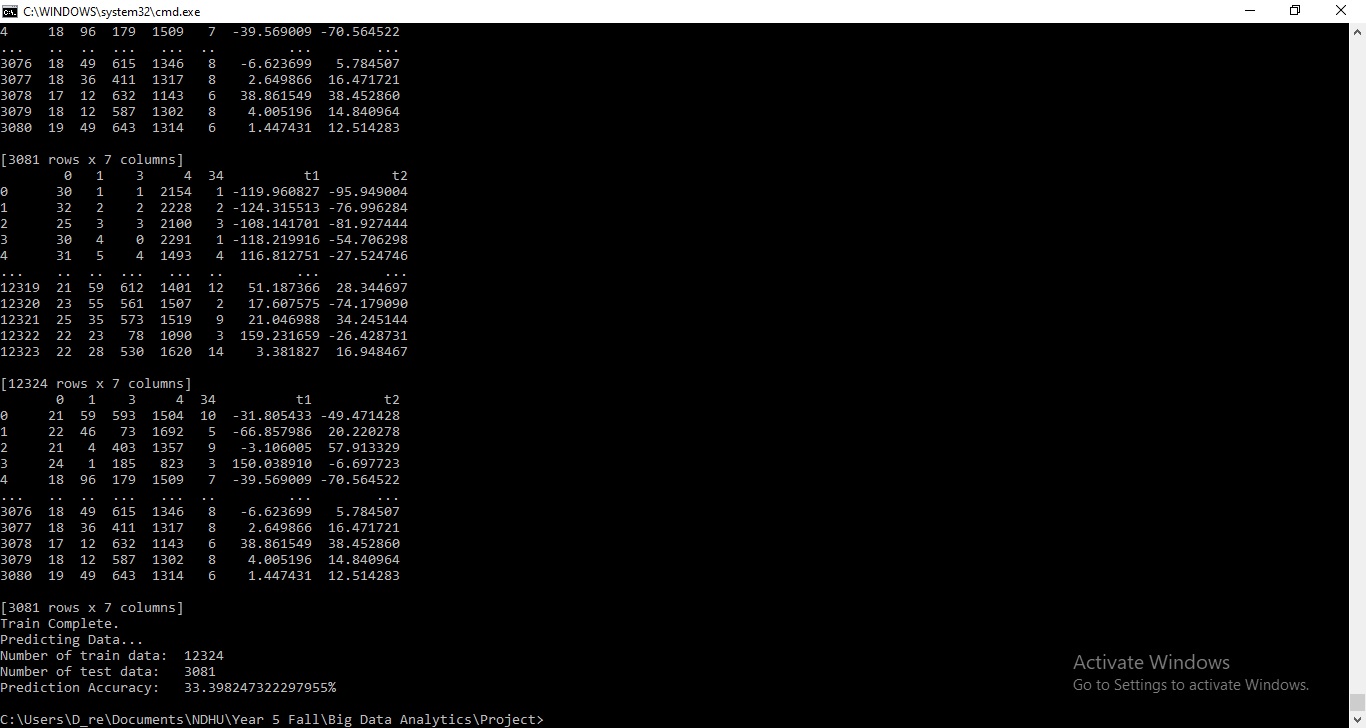 C:\WINDOWS\system32\cmd.exe
4 18 96 179 1509 7 -39.569009 -70.564522
... .. .. ... ... .. ... ...
3076 18 49 615 1346 8 -6.623699 5.784507
3077 18 36 411 1317 8 2.649866 16.471721
3078 17 12 632 1143 6 38.861549 38.452860
3079 18 12 587 1302 8 4.005196 14.840964
3080 19 49 643 1314 6 1.447431 12.514283
[3081 rows x 7 columns]
0 1 3 4 34 t1 t2
0 30 1 1 2154 1 -119.960827 -95.949004
1 32 2 2 2228 2 -124.315513 -76.996284
2 25 3 3 2100 3 -108.141701 -81.927444
3 30 4 0 2291 1 -118.219916 -54.706298
4 31 5 4 1493 4 116.812751 -27.524746
... .. .. ... ... .. ... ...
12319 21 59 612 1401 12 51.187366 28.344697
12320 23 55 561 1507 2 17.607575 -74.179090
12321 25 35 573 1519 9 21.046988 34.245144
12322 22 23 78 1090 3 159.231659 -26.428731
12323 22 28 530 1620 14 3.381827 16.948467
[12324 rows x 7 columns]
0 1 3 4 34 t1 t2
0 21 59 593 1504 10 -31.805433 -49.471428
1 22 46 73 1692 5 -66.857986 20.220278
2 21 4 403 1357 9 -3.106005 57.913329
3 24 1 185 823 3 150.038910 -6.697723
4 18 96 179 1509 7 -39.569009 -70.564522
... .. .. ... ... .. ... ...
3076 18 49 615 1346 8 -6.623699 5.784507
3077 18 36 411 1317 8 2.649866 16.471721
3078 17 12 632 1143 6 38.861549 38.452860
3079 18 12 587 1302 8 4.005196 14.840964
3080 19 49 643 1314 6 1.447431 12.514283
[3081 rows x 7 columns]
Train Complete.
Predicting Data...
Number of train data: 12324
Number of test data: 3081
Prediction Accuracy: 33.398247322297955%
C:\Users\D_re\Documents\NDHU\Year 5 Fall\Big Data Analytics\Project>
Activate Windows
Go to Settings to activate Windows.